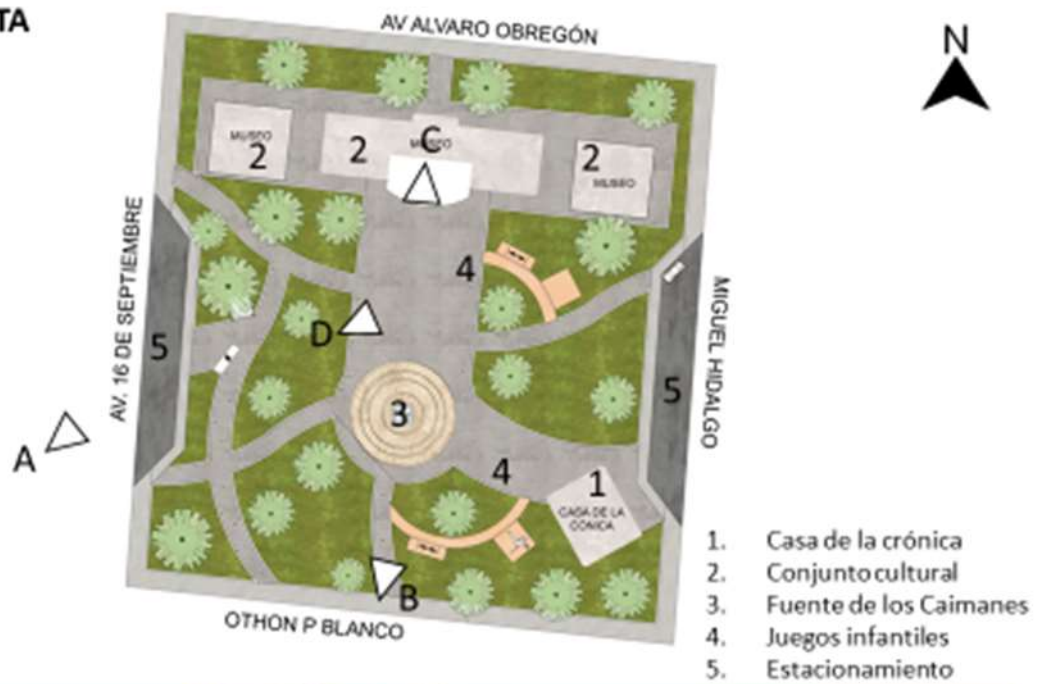 TA
AV ALVARO OBREGÓN
N
MUSEO
2
2
C
MUSEO
2
MUSEO
AV. 16 DE SEPTIEMBRE
4
MIGUEL HIDALGO
D
5
5
3
A
4
1
CASA DE LA
CONICA
B
OTHON P BLANCO
1. Casa de la crónica
2. Conjunto cultural
3. Fuente de los Caimanes
4. Juegos infantiles
5. Estacionamiento